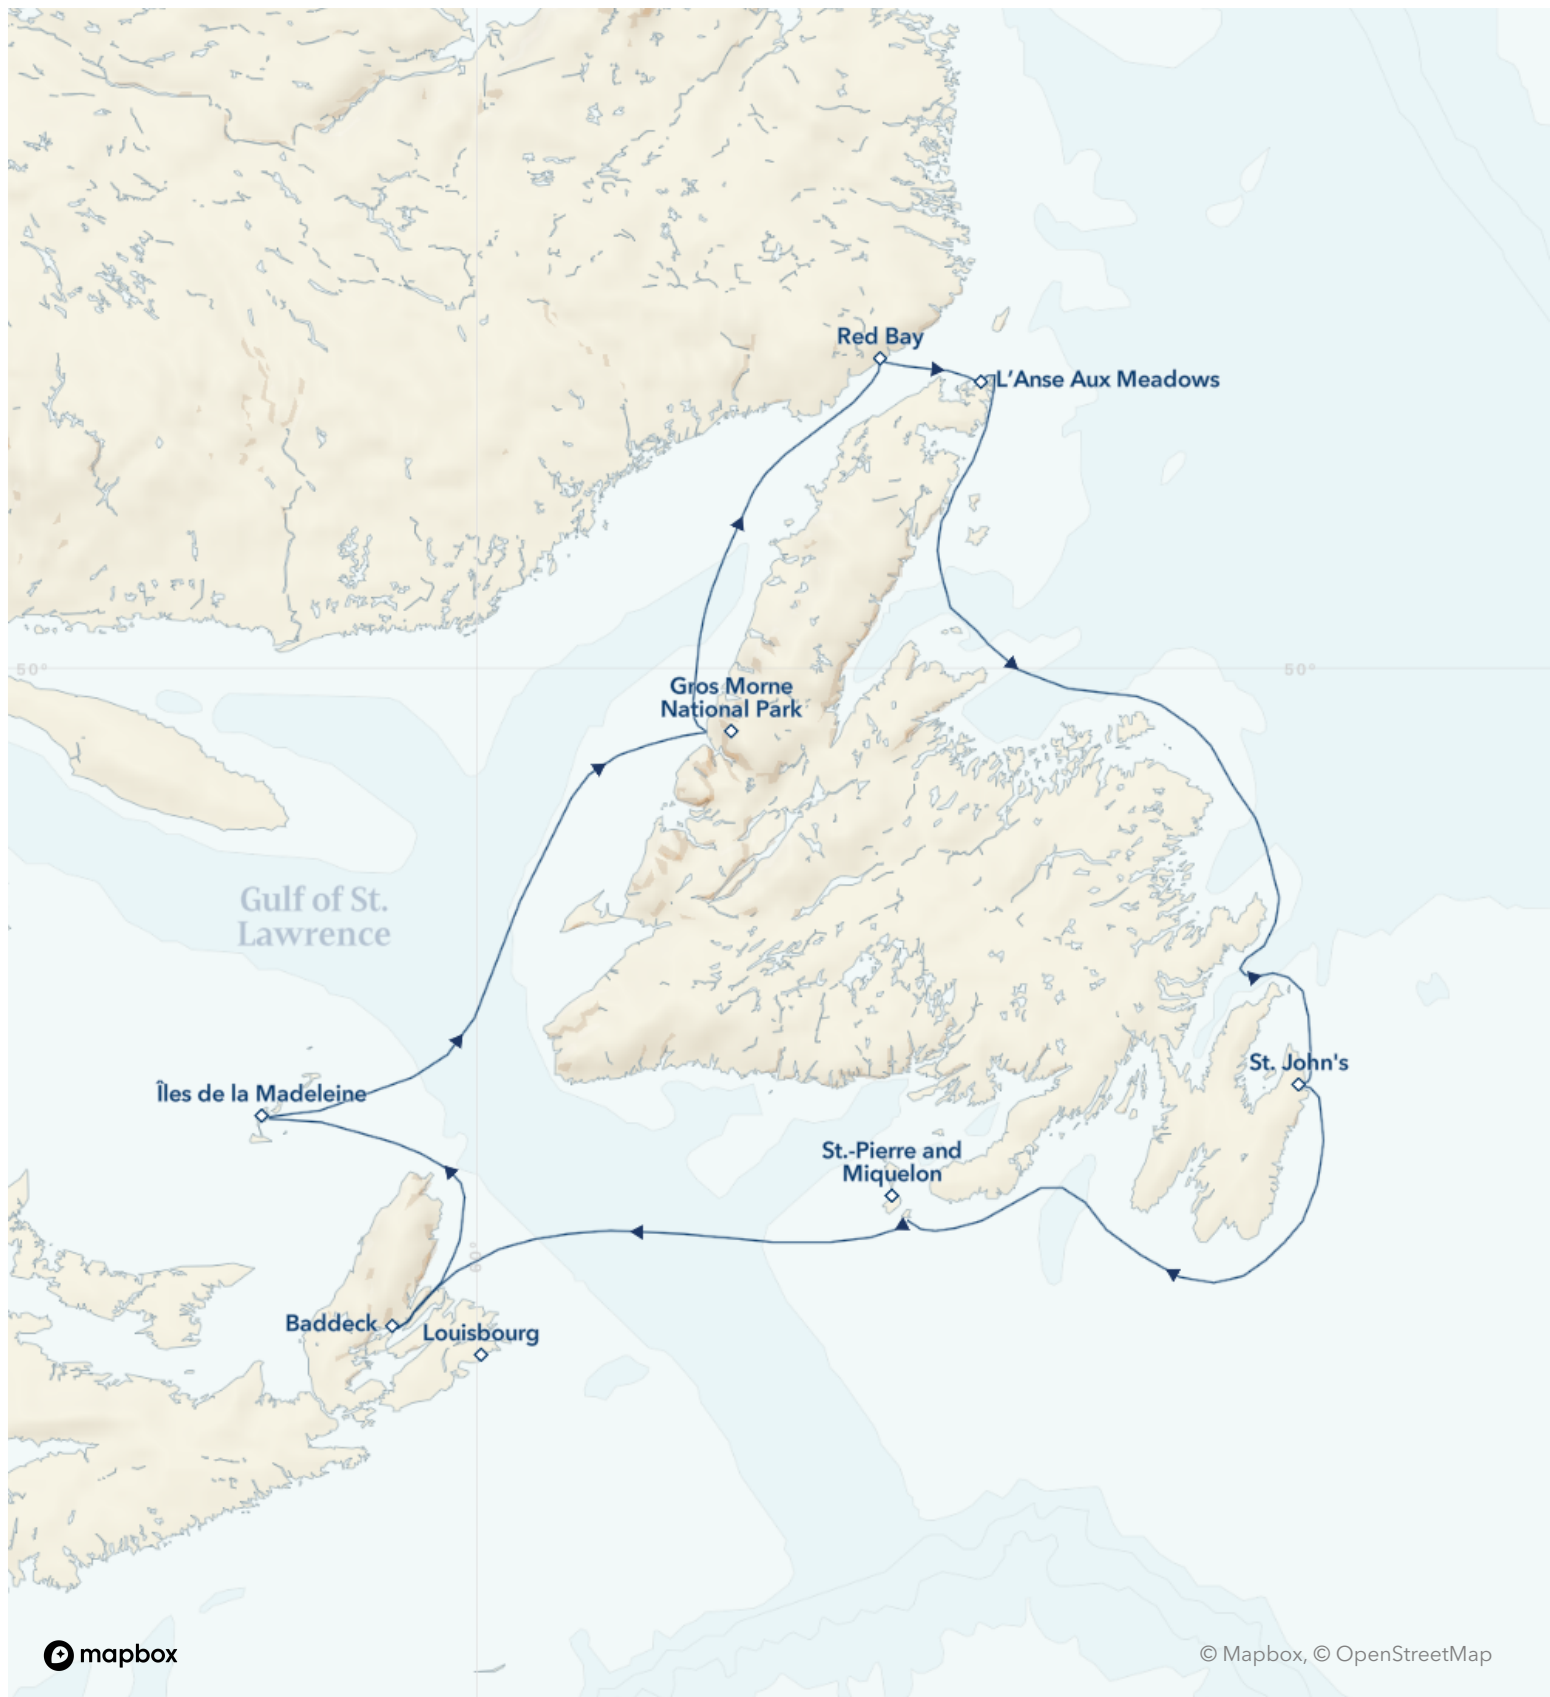 Red Bay
L’Anse Aux Meadows
50°
50°
Gros Morne
National Park
Gulf of St.
Lawrence
Îles de la Madeleine
St. John's
St.-Pierre and
Miquelon
Baddeck
Louisbourg
mapbox
© Mapbox, © OpenStreetMap